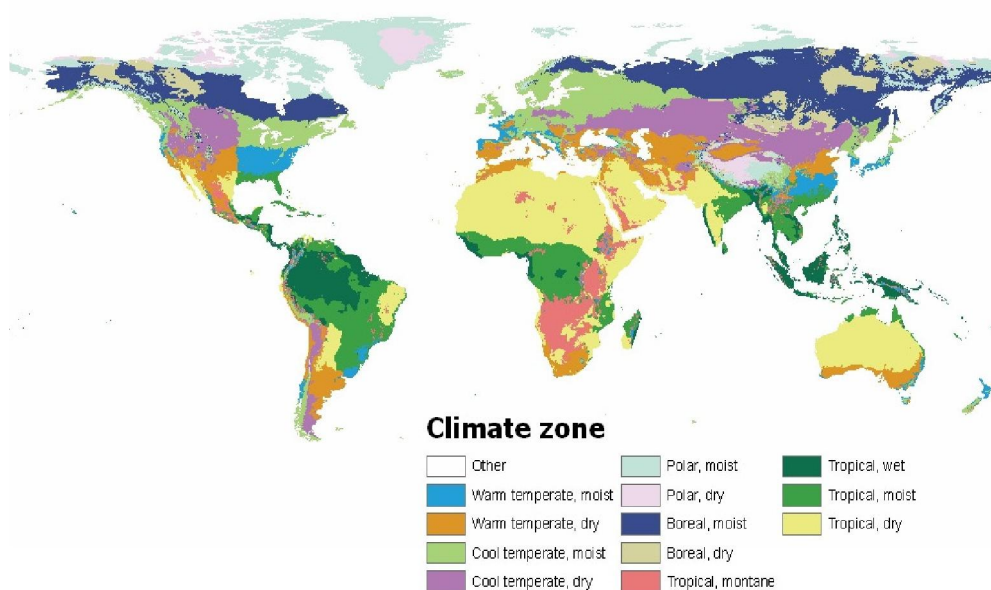 Climate zone
Other
Warm temperate, moist
Warm temperate, dry
Cool temperate, moist
Cool temperate, dry
Polar, moist
Polar, dry
Boreal, moist
Boreal, dry
Tropical, montane
Tropical, wet
Tropical, moist
Tropical, dry